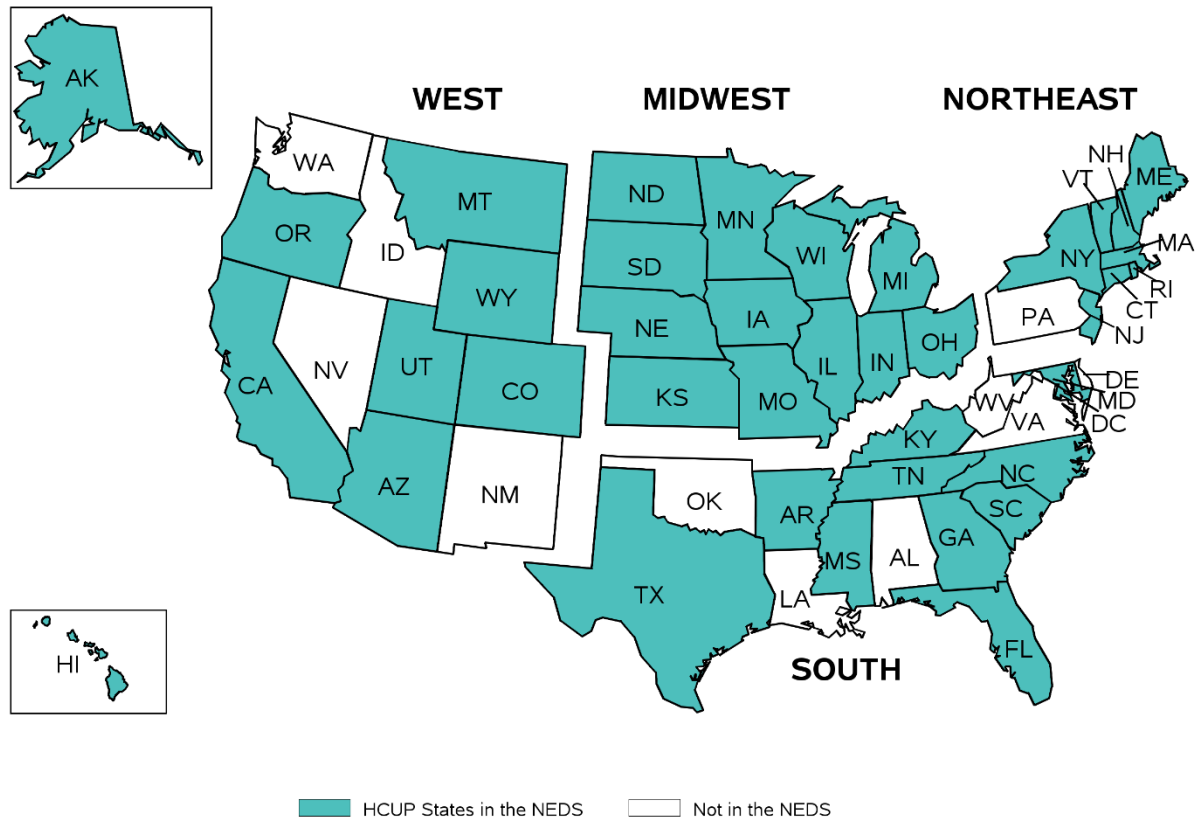 AK
WEST
MIDWEST
NORTHEAST
WA
MT
ND
MN
VT
NH
ME
OR
ID
SD
WI
NY
MA
WY
MI
RI
CT
NV
UT
CO
NE
IA
IL
IN
OH
PA
NJ
CA
KS
MO
WV
VA
DE
MD
DC
KY
AZ
NM
OK
AR
TN
NC
SC
TX
LA
MS
AL
GA
HI
SOUTH
FL
HCUP States in the NEDS
Not in the NEDS